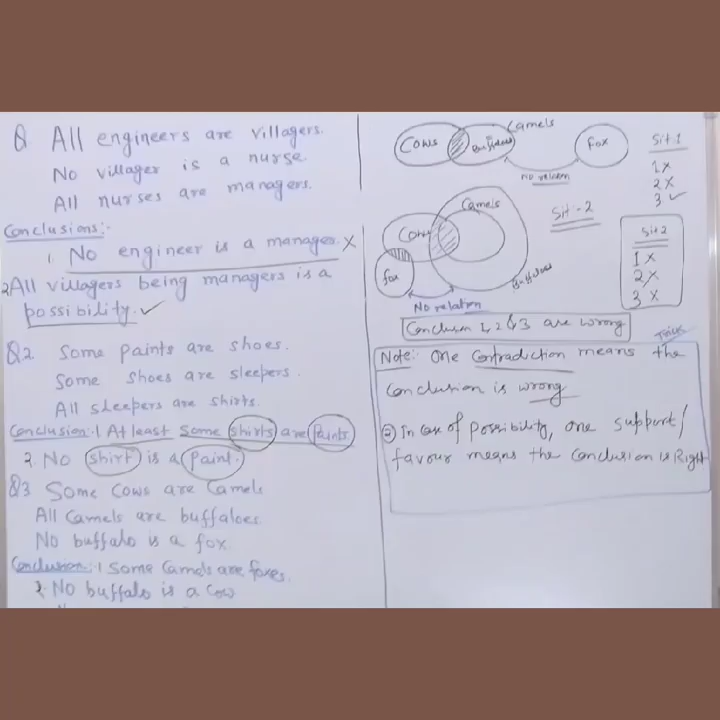 Q All engineers are villagers.
No villager is a nurse.
All nurses are managers.
Conclusions:-
1. No engineer is a manager. X
2. All villagers being managers is a
possibility. ✓
Q2 Some paints are shoes.
Some shoes are sleepers.
All sleepers are shirts.
Conclusion:1 At least some shirts are paints
2. No shirt is a paint.
Q3 Some cows are camels
All camels are buffaloes.
No buffalo is a fox.
Conclusion:1 Some camels are foxes.
2. No buffalo is a cow
Camels
Cows
fox
No relation
Sit-1
1 X
2 X
3 ✓
Camels
Cow
fox
Buffaloes
No relation
Sit-2
Sit 2
1 X
2 X
3 X
Conclusion 1, 2 & 3 are wrong
Trick
Note: One Contradiction means the
Conclusion is wrong
② In case of possibility, one support/
favour means the Conclusion is Right